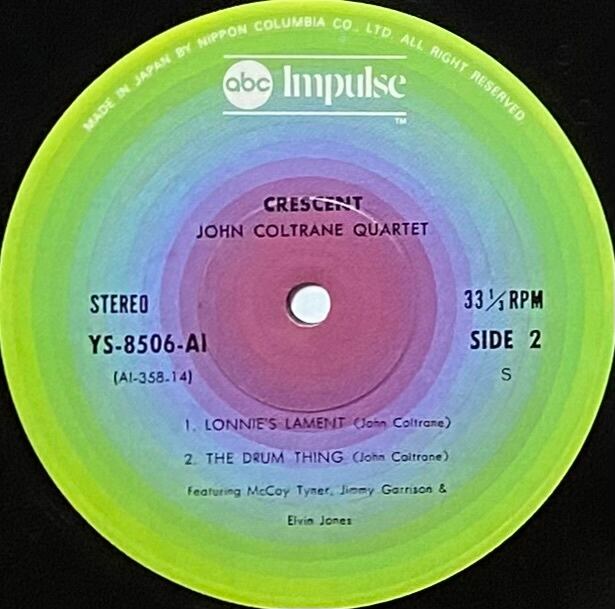 MADE IN JAPAN BY NIPPON COLUMBIA CO., LTD. ALL RIGHT RESERVED.
abc Impulse
TM
CRESCENT
JOHN COLTRANE QUARTET
STEREO
33⅓ RPM
YS-8506-AI
SIDE 2
(AI-358-14)
S
1. LONNIE'S LAMENT (John Coltrane)
2. THE DRUM THING (John Coltrane)
Featuring McCoy Tyner, Jimmy Garrison &
Elvin Jones